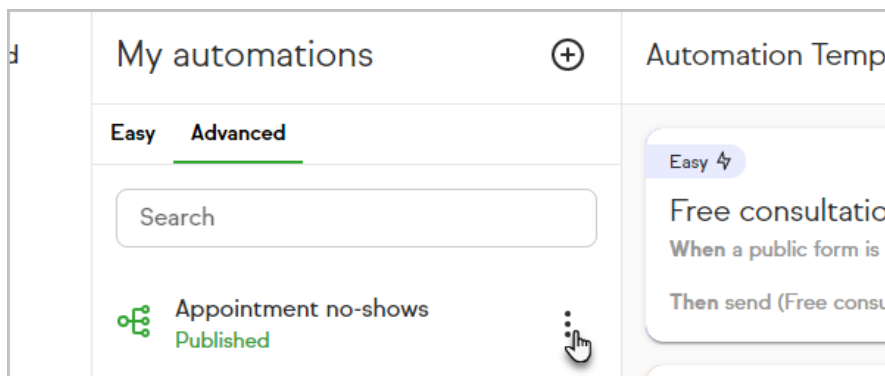 d
My automations
Automation Temp
Easy
Advanced
Easy
Search
Free consultatio
When a public form is
Then send (Free consu
Appointment no-shows
Published